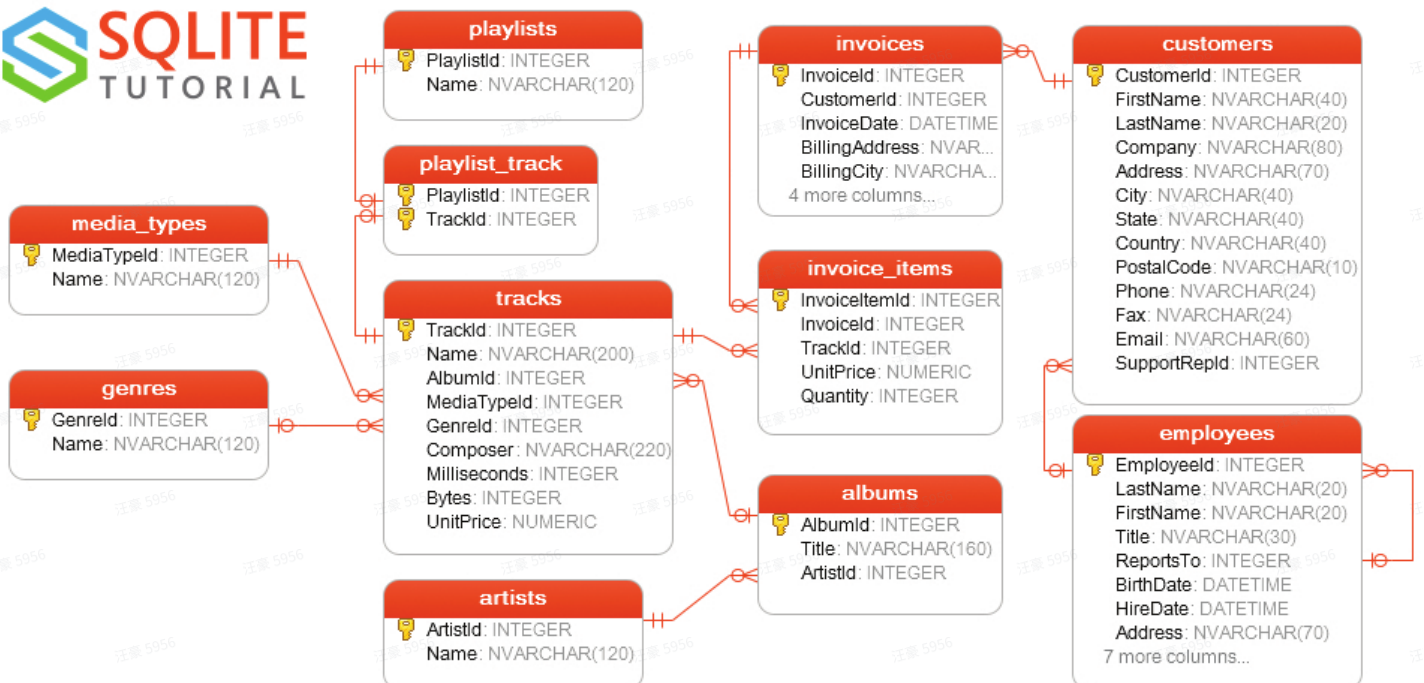 SQLITE
TUTORIAL
playlists
PlaylistId: INTEGER
Name: NVARCHAR(120)
playlist_track
PlaylistId: INTEGER
TrackId: INTEGER
media_types
MediaTypeId: INTEGER
Name: NVARCHAR(120)
genres
GenreId: INTEGER
Name: NVARCHAR(120)
tracks
TrackId: INTEGER
Name: NVARCHAR(200)
AlbumId: INTEGER
MediaTypeId: INTEGER
GenreId: INTEGER
Composer: NVARCHAR(220)
Milliseconds: INTEGER
Bytes: INTEGER
UnitPrice: NUMERIC
artists
ArtistId: INTEGER
Name: NVARCHAR(120)
invoices
InvoiceId: INTEGER
CustomerId: INTEGER
InvoiceDate: DATETIME
BillingAddress: NVAR...
BillingCity: NVARCHA...
4 more columns...
invoice_items
InvoiceItemId: INTEGER
InvoiceId: INTEGER
TrackId: INTEGER
UnitPrice: NUMERIC
Quantity: INTEGER
albums
AlbumId: INTEGER
Title: NVARCHAR(160)
ArtistId: INTEGER
customers
CustomerId: INTEGER
FirstName: NVARCHAR(40)
LastName: NVARCHAR(20)
Company: NVARCHAR(80)
Address: NVARCHAR(70)
City: NVARCHAR(40)
State: NVARCHAR(40)
Country: NVARCHAR(40)
PostalCode: NVARCHAR(10)
Phone: NVARCHAR(24)
Fax: NVARCHAR(24)
Email: NVARCHAR(60)
SupportRepId: INTEGER
employees
EmployeeId: INTEGER
LastName: NVARCHAR(20)
FirstName: NVARCHAR(20)
Title: NVARCHAR(30)
ReportsTo: INTEGER
BirthDate: DATETIME
HireDate: DATETIME
Address: NVARCHAR(70)
7 more columns...